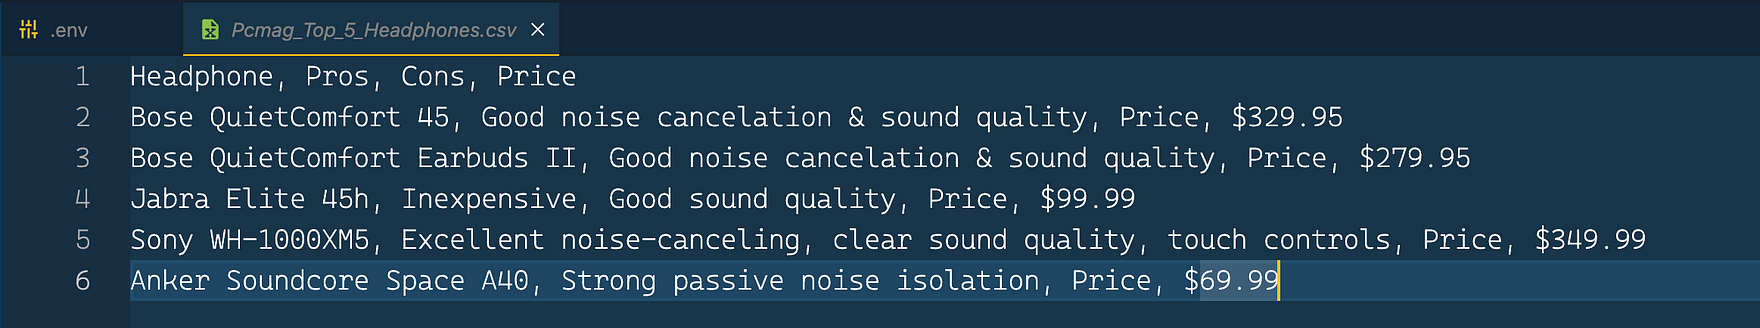 .env Pcmag_Top_5_Headphones.csv
1 Headphone, Pros, Cons, Price
2 Bose QuietComfort 45, Good noise cancelation & sound quality, Price, $329.95
3 Bose QuietComfort Earbuds II, Good noise cancelation & sound quality, Price, $279.95
4 Jabra Elite 45h, Inexpensive, Good sound quality, Price, $99.99
5 Sony WH-1000XM5, Excellent noise-canceling, clear sound quality, touch controls, Price, $349.99
6 Anker Soundcore Space A40, Strong passive noise isolation, Price, $69.99